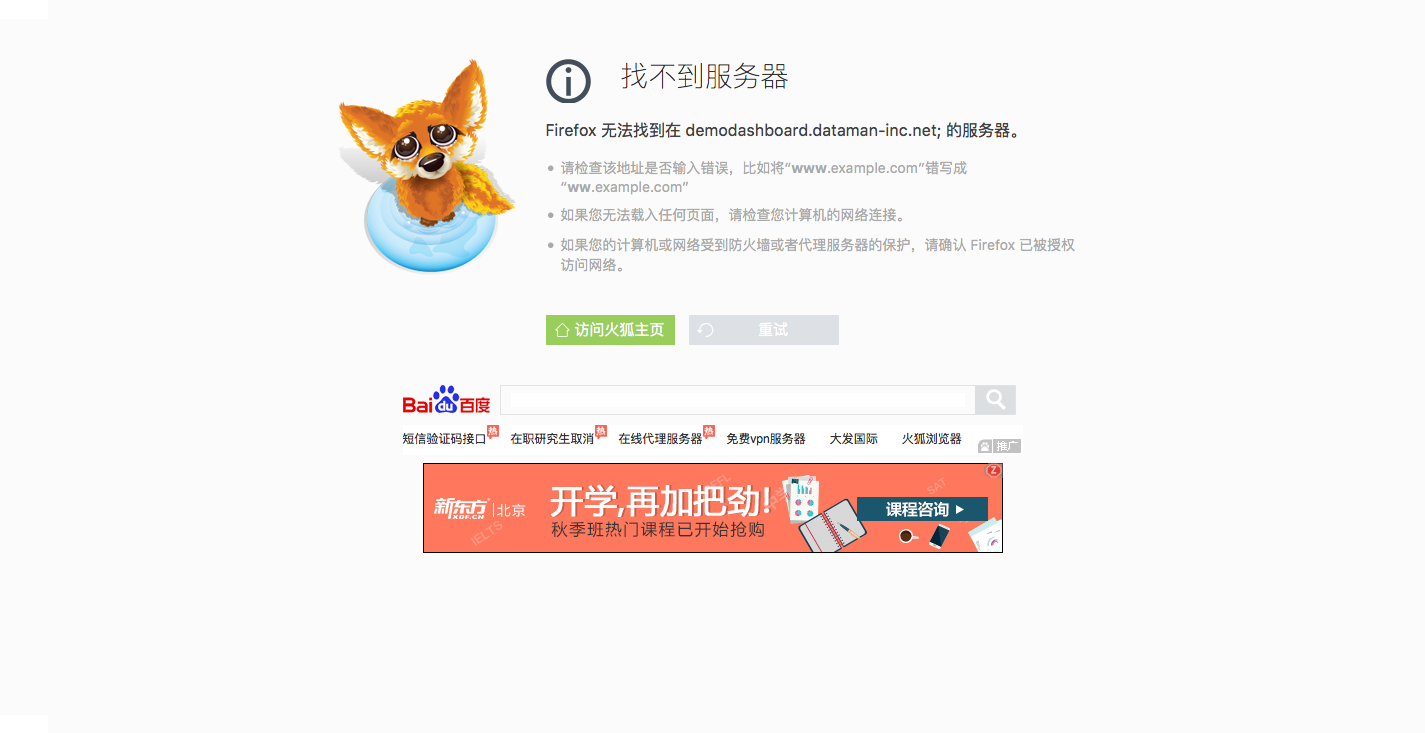 找不到服务器
Firefox 无法找到在 demodashboard.dataman-inc.net; 的服务器。
请检查该地址是否输入错误，比如将“www.example.com”错写成
“ww.example.com”
如果您无法载入任何页面，请检查您计算机的网络连接。
如果您的计算机或网络受到防火墙或者代理服务器的保护，请确认 Firefox 已被授权
访问网络。
访问火狐主页 重试
Bai du 百度
短信验证码接口 热 在职研究生取消 热 在线代理服务器 热 免费vpn服务器 大发国际 火狐浏览器 推广
新东方 XDF.CN 北京
开学,再加把劲!
秋季班热门课程已开始抢购
课程咨询
IELTS
SAT